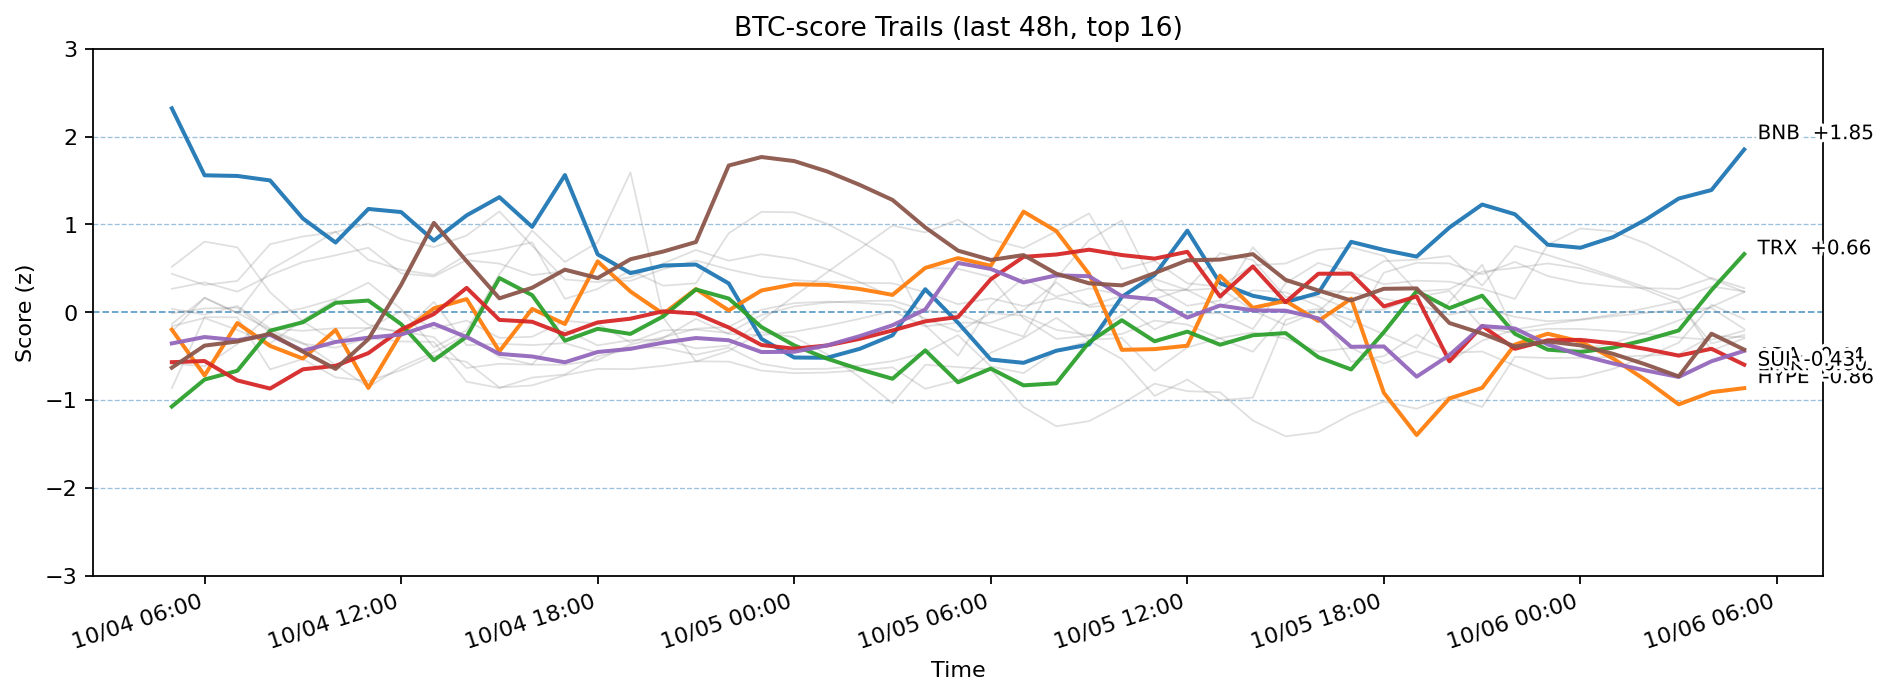 BTC-score Trails (last 48h, top 16)
Score (z)
3
2
1
0
−1
−2
−3
BNB +1.85
TRX +0.66
SUI -0.43
HYPE -0.86
10/04 06:00
10/04 12:00
10/04 18:00
10/05 00:00
10/05 06:00
10/05 12:00
10/05 18:00
10/06 00:00
10/06 06:00
Time